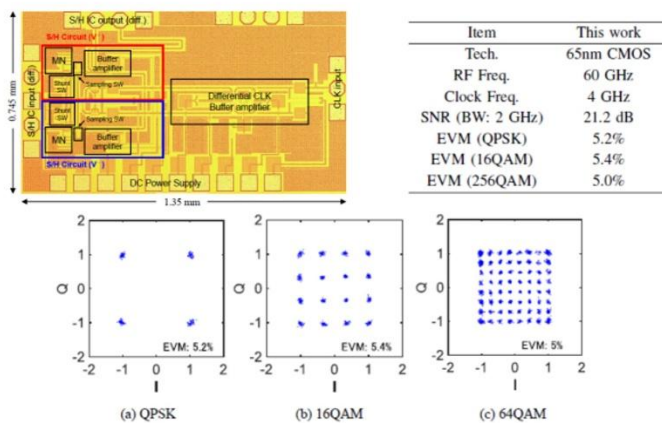 S/H IC output (diff.)
S/H Circuit (V⁺)
MN
Buffer
amplifier
Shunt
SW
Sampling SW
S/H IC input (diff.)
Differential CLK
Buffer amplifier
CLK input
Shunt
SW
Sampling SW
MN
Buffer
amplifier
S/H Circuit (V⁻)
DC Power Supply
0.745 mm
1.35 mm
Item This work
Tech. 65nm CMOS
RF Freq. 60 GHz
Clock Freq. 4 GHz
SNR (BW: 2 GHz) 21.2 dB
EVM (QPSK) 5.2%
EVM (16QAM) 5.4%
EVM (256QAM) 5.0%
2
1
0
-1
-2
Q
EVM: 5.2%
-2 -1 0 1 2
I
(a) QPSK
2
1
0
-1
-2
Q
EVM: 5.4%
-2 -1 0 1 2
I
(b) 16QAM
2
1
0
-1
-2
Q
EVM: 5%
-2 -1 0 1 2
I
(c) 64QAM